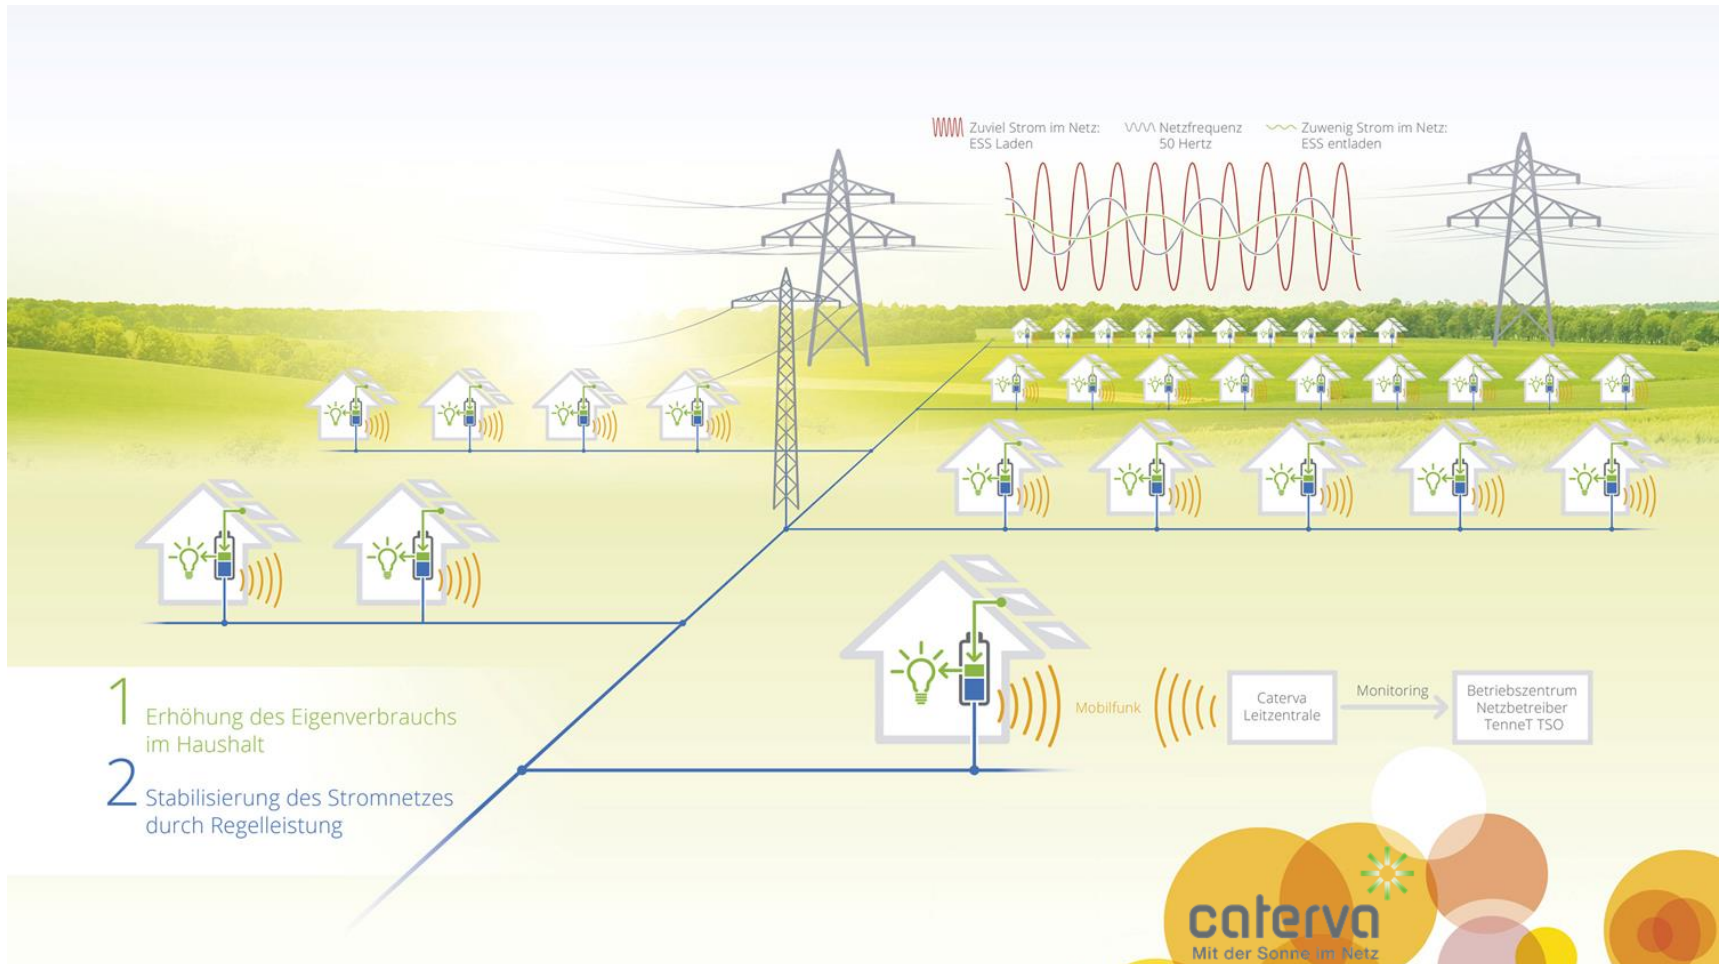 Zuviel Strom im Netz:
ESS Laden
Netzfrequenz
50 Hertz
Zuwenig Strom im Netz:
ESS entladen
Mobilfunk
Caterva
Leitzentrale
Monitoring
Betriebszentrum
Netzbetreiber
TenneT TSO
1
Erhöhung des Eigenverbrauchs
im Haushalt
2
Stabilisierung des Stromnetzes
durch Regelleistung
caterva
Mit der Sonne im Netz